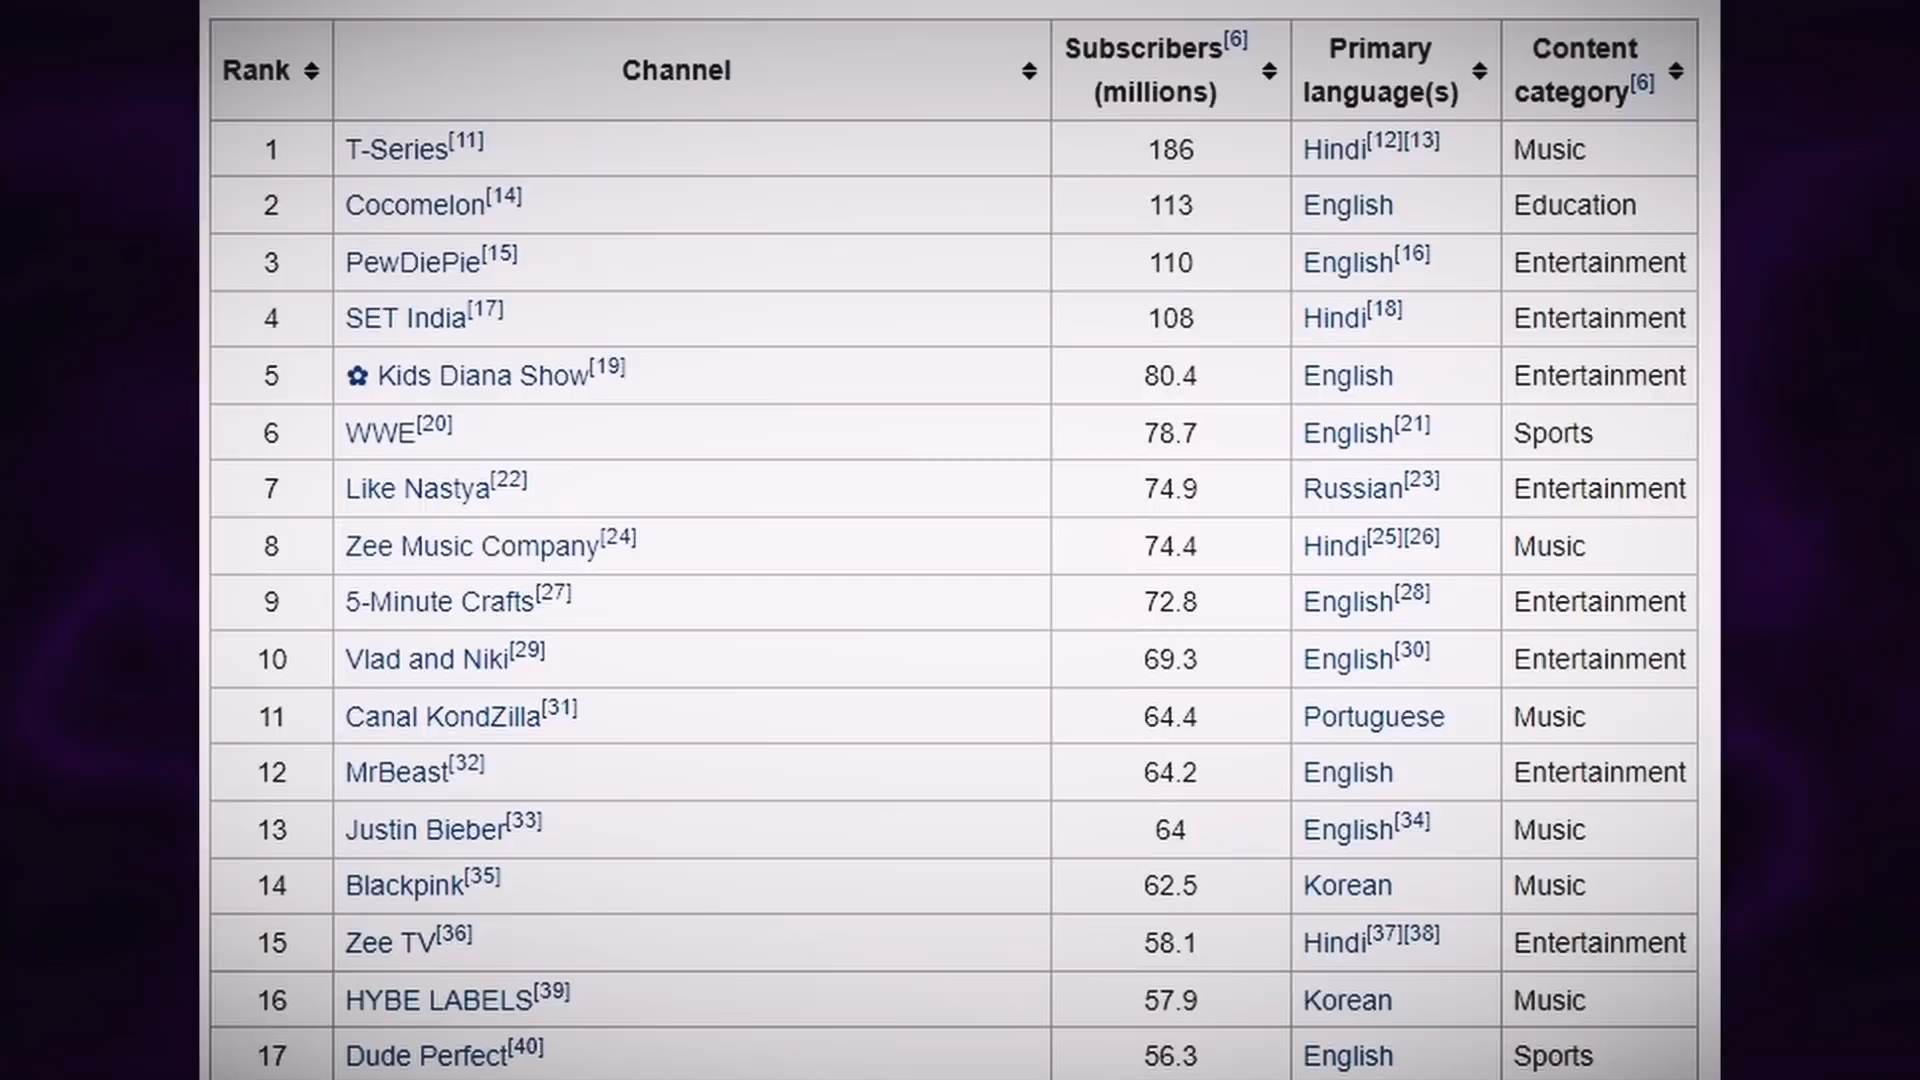 Rank Channel Subscribers[6] (millions) Primary language(s) Content category[6]
1 T-Series[11] 186 Hindi[12][13] Music
2 Cocomelon[14] 113 English Education
3 PewDiePie[15] 110 English[16] Entertainment
4 SET India[17] 108 Hindi[18] Entertainment
5 ✿ Kids Diana Show[19] 80.4 English Entertainment
6 WWE[20] 78.7 English[21] Sports
7 Like Nastya[22] 74.9 Russian[23] Entertainment
8 Zee Music Company[24] 74.4 Hindi[25][26] Music
9 5-Minute Crafts[27] 72.8 English[28] Entertainment
10 Vlad and Niki[29] 69.3 English[30] Entertainment
11 Canal KondZilla[31] 64.4 Portuguese Music
12 MrBeast[32] 64.2 English Entertainment
13 Justin Bieber[33] 64 English[34] Music
14 Blackpink[35] 62.5 Korean Music
15 Zee TV[36] 58.1 Hindi[37][38] Entertainment
16 HYBE LABELS[39] 57.9 Korean Music
17 Dude Perfect[40] 56.3 English Sports